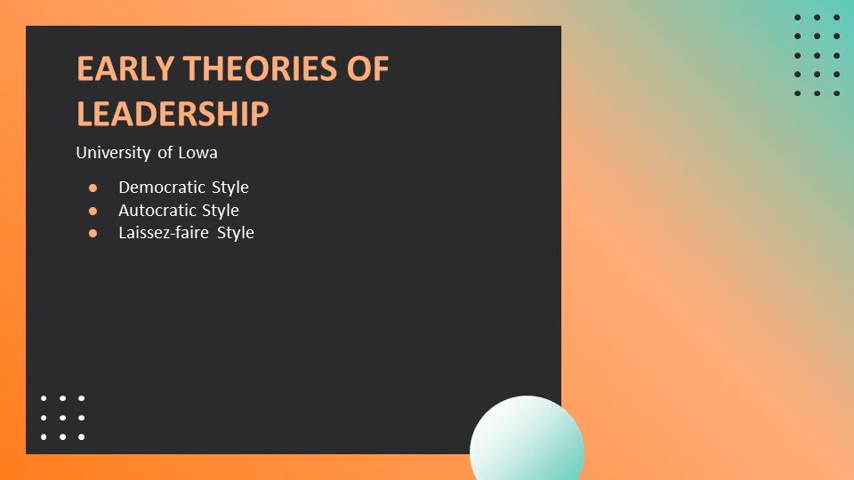 EARLY THEORIES OF
LEADERSHIP
University of Lowa
● Democratic Style
● Autocratic Style
● Laissez-faire Style